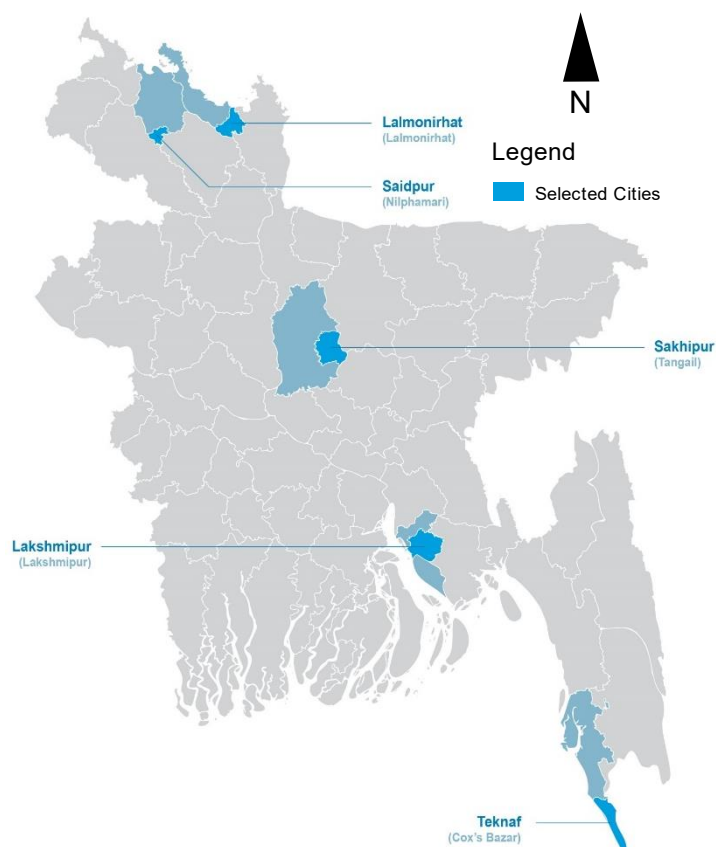 N
Legend
Selected Cities
Lalmonirhat
(Lalmonirhat)
Saidpur
(Nilphamari)
Sakhipur
(Tangail)
Lakshmipur
(Lakshmipur)
Teknaf
(Cox's Bazar)